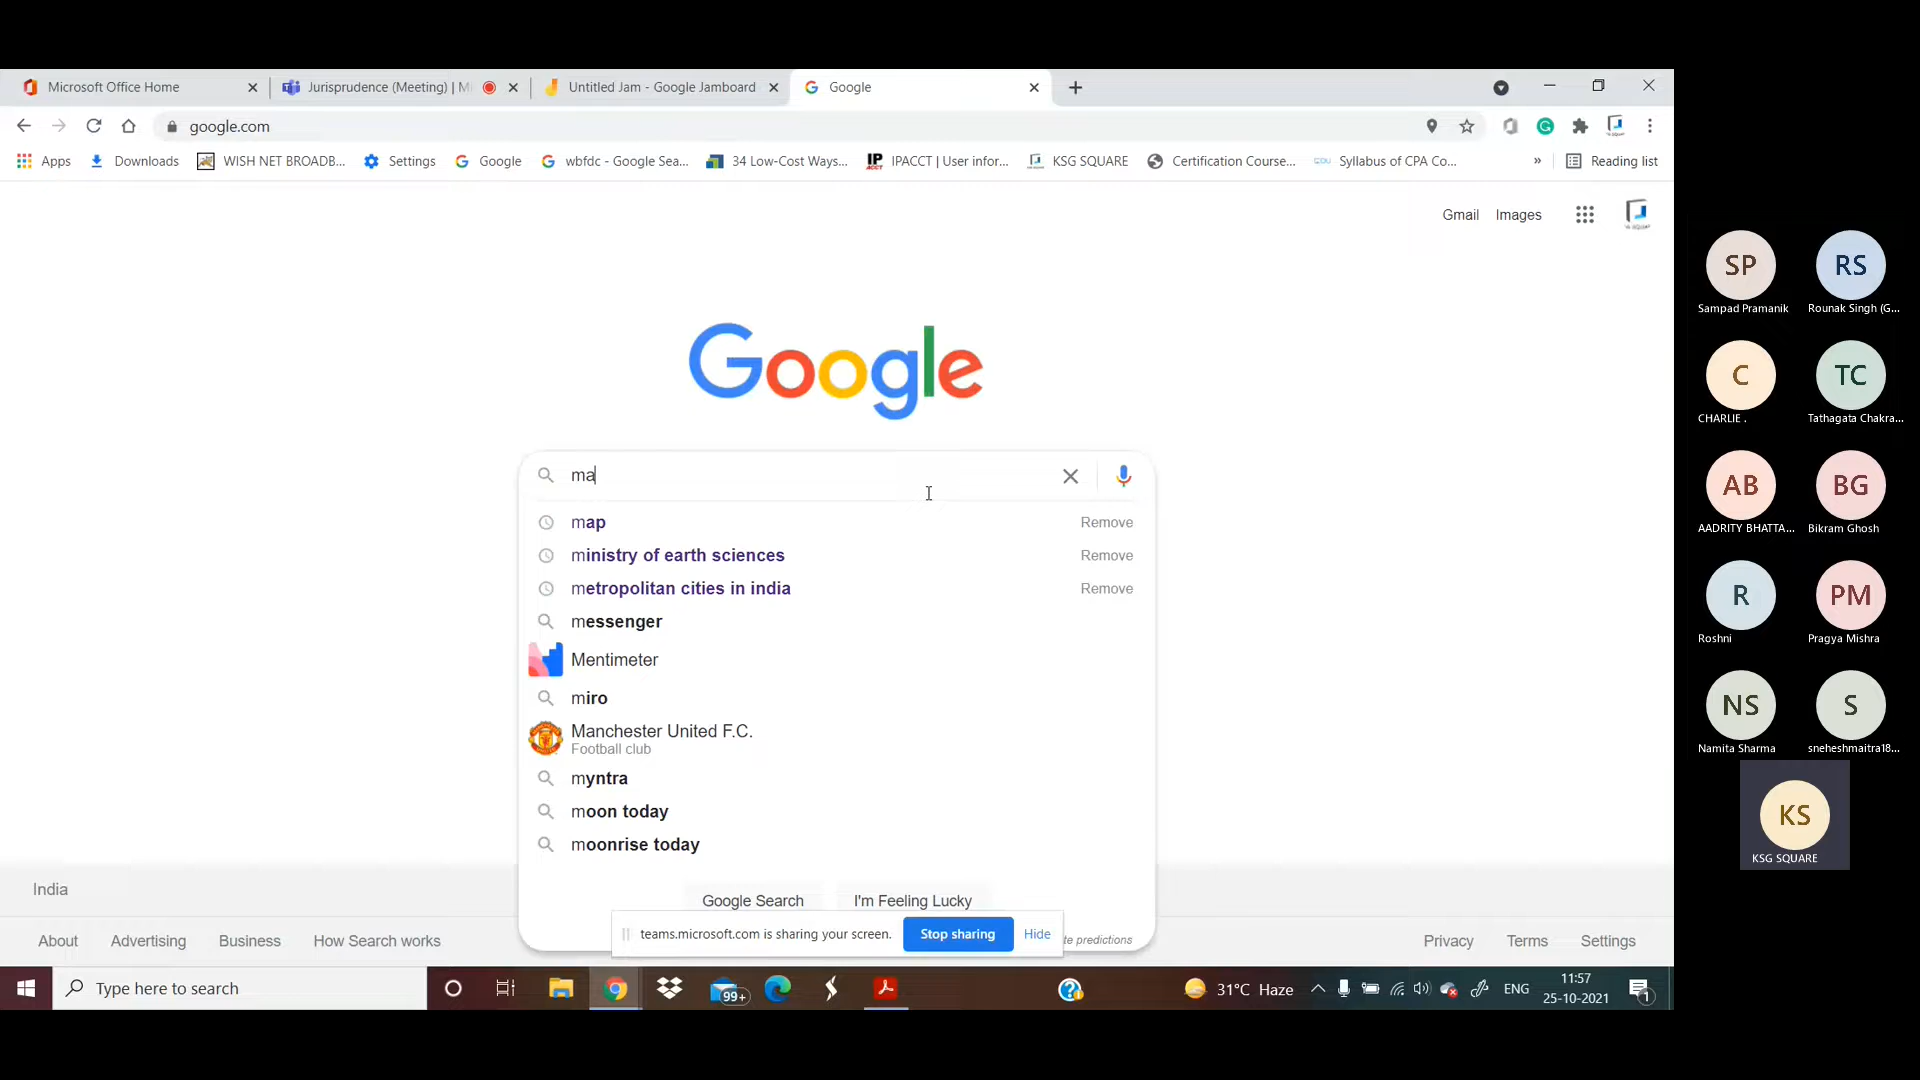 Microsoft Office Home
Jurisprudence (Meeting) | Mi
Untitled Jam - Google Jamboard
Google
google.com
Apps
Downloads
WISH NET BROADB...
Settings
Google
wbfdc - Google Sea...
34 Low-Cost Ways...
IPACCT | User infor...
KSG SQUARE
Certification Course...
Syllabus of CPA Co...
»
Reading list
Gmail
Images
Google
ma
map
Remove
ministry of earth sciences
Remove
metropolitan cities in india
Remove
messenger
Mentimeter
miro
Manchester United F.C.
Football club
myntra
moon today
moonrise today
Google Search
I'm Feeling Lucky
teams.microsoft.com is sharing your screen.
Stop sharing
Hide
te predictions
India
About
Advertising
Business
How Search works
Privacy
Terms
Settings
Type here to search
99+
31°C Haze
ENG
11:57
25-10-2021
1
SP
Sampad Pramanik
RS
Rounak Singh (G...
C
CHARLIE .
TC
Tathagata Chakra...
AB
AADRITY BHATTA...
BG
Bikram Ghosh
R
Roshni
PM
Pragya Mishra
NS
Namita Sharma
S
sneheshmaitra18...
KS
KSG SQUARE